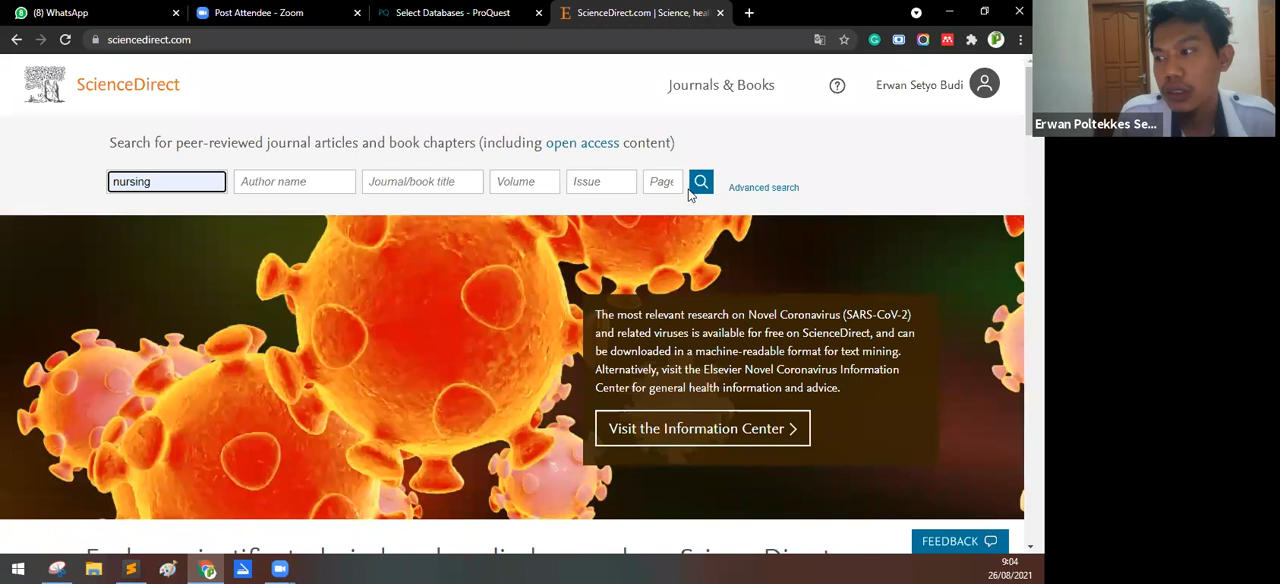 (8) WhatsApp
Post Attendee - Zoom
Select Databases - ProQuest
ScienceDirect.com | Science, hea
sciencedirect.com
ScienceDirect
Journals & Books
Erwan Setyo Budi
Erwan Poltekkes Se...
Search for peer-reviewed journal articles and book chapters (including open access content)
nursing
Author name
Journal/book title
Volume
Issue
Page
Advanced search
The most relevant research on Novel Coronavirus (SARS-CoV-2)
and related viruses is available for free on ScienceDirect, and can
be downloaded in a machine-readable format for text mining.
Alternatively, visit the Elsevier Novel Coronavirus Information
Center for general health information and advice.
Visit the Information Center
FEEDBACK
9:04
26/08/2021